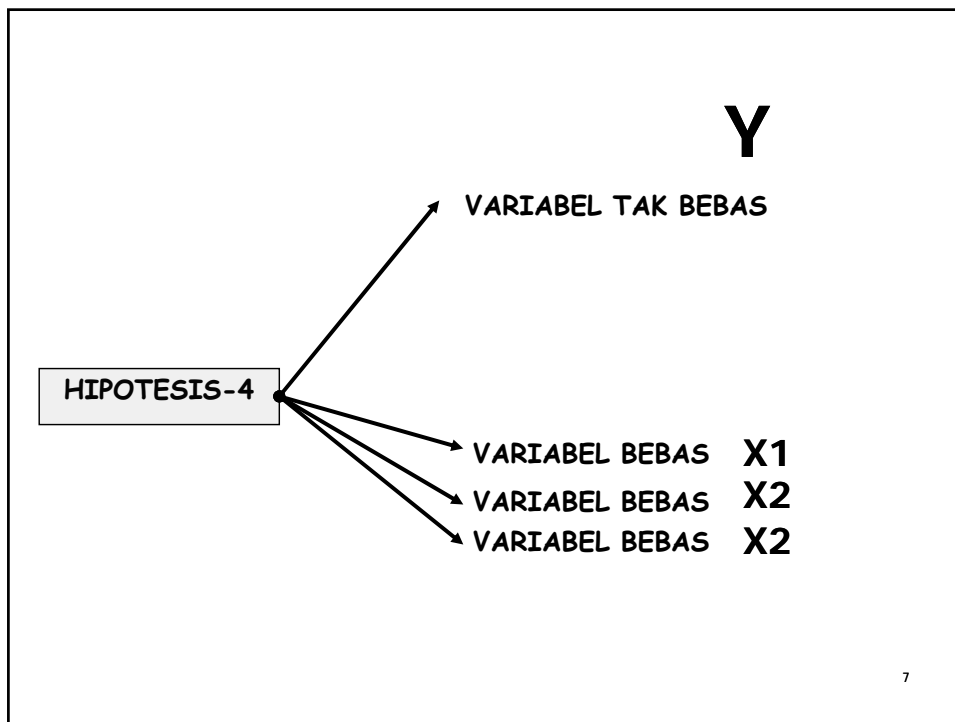 Y
VARIABEL TAK BEBAS
HIPOTESIS-4
VARIABEL BEBAS X1
VARIABEL BEBAS X2
VARIABEL BEBAS X2
7